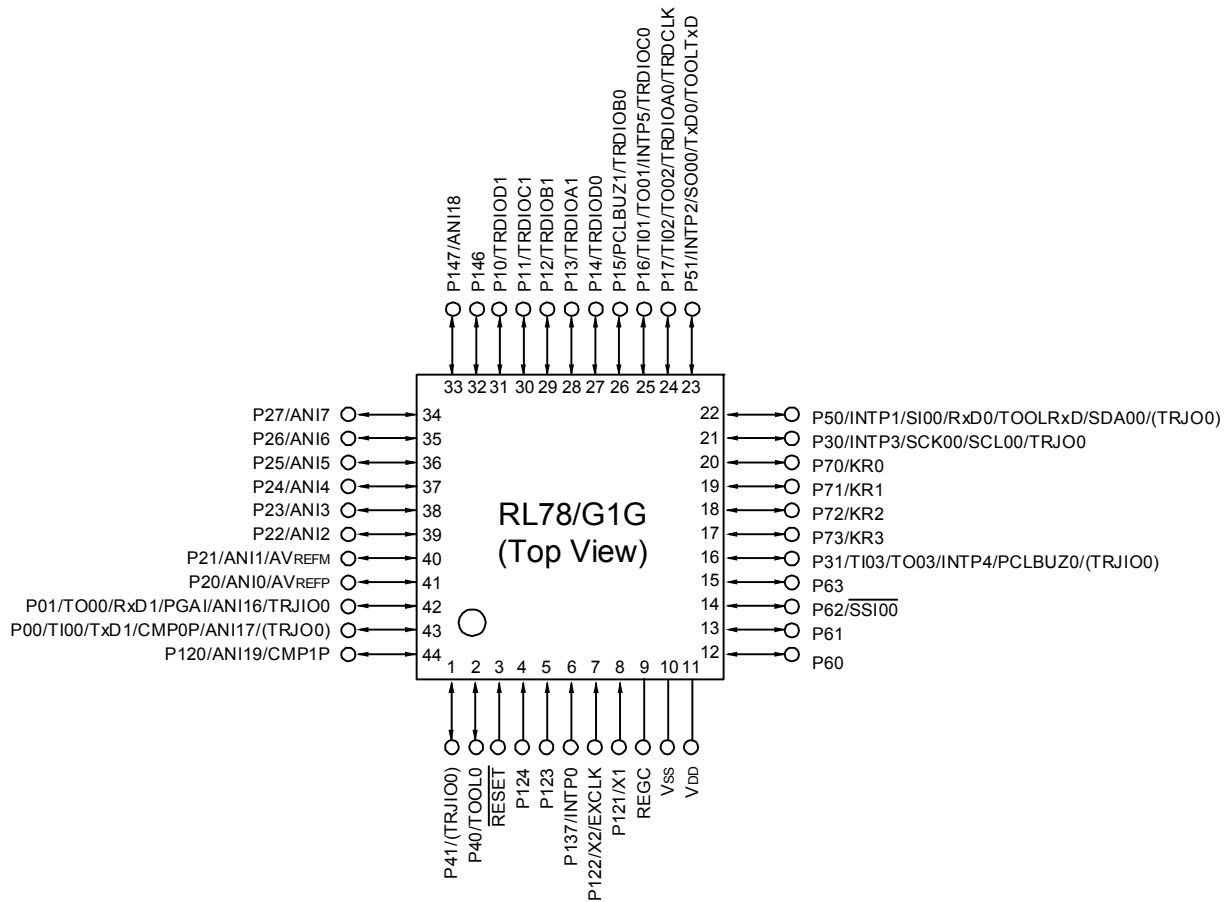 P147/ANI18
P146
P10/TRDIOD1
P11/TRDIOC1
P12/TRDIOB1
P13/TRDIOA1
P14/TRDIOD0
P15/PCLBUZ1/TRDIOB0
P16/TI01/TO01/INTP5/TRDIOC0
P17/TI02/TO02/TRDIOA0/TRDCLK
P51/INTP2/SO00/TxD0/TOOLTxD
33 32 31 30 29 28 27 26 25 24 23
P27/ANI7 34
P26/ANI6 35
P25/ANI5 36
P24/ANI4 37
P23/ANI3 38
P22/ANI2 39
P21/ANI1/AVREFM 40
P20/ANI0/AVREFP 41
P01/TO00/RxD1/PGAI/ANI16/TRJIO0 42
P00/TI00/TxD1/CMP0P/ANI17/(TRJO0) 43
P120/ANI19/CMP1P 44
RL78/G1G
(Top View)
22 P50/INTP1/SI00/RxD0/TOOLRxD/SDA00/(TRJO0)
21 P30/INTP3/SCK00/SCL00/TRJO0
20 P70/KR0
19 P71/KR1
18 P72/KR2
17 P73/KR3
16 P31/TI03/TO03/INTP4/PCLBUZ0/(TRJIO0)
15 P63
14 P62/SSI00
13 P61
12 P60
1 2 3 4 5 6 7 8 9 10 11
P41/(TRJIO0)
P40/TOOL0
RESET
P124
P123
P137/INTP0
P122/X2/EXCLK
P121/X1
REGC
VSS
VDD